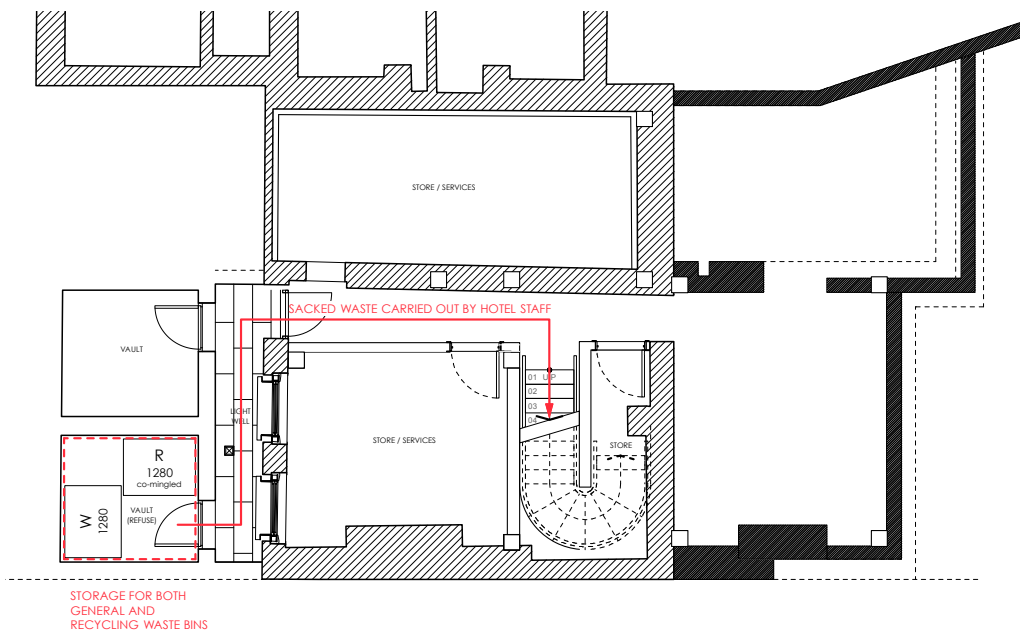 STORE / SERVICES
SACKED WASTE CARRIED OUT BY HOTEL STAFF
VAULT
01 UP
02
03
04
LIGHT
WELL
STORE / SERVICES
STORE
R
1280
co-mingled
W
1280
VAULT
(REFUSE)
STORAGE FOR BOTH
GENERAL AND
RECYCLING WASTE BINS